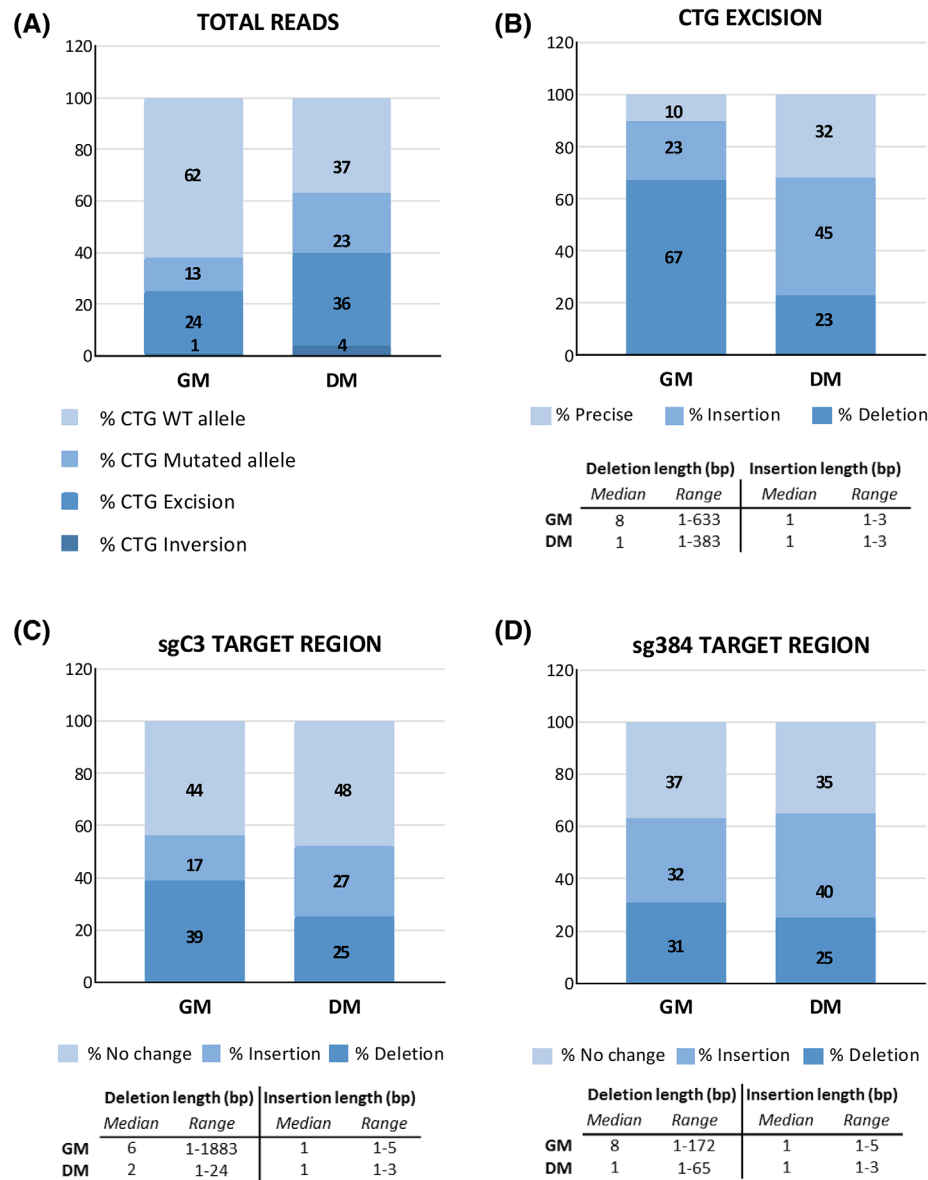 (A)
TOTAL READS
120
100
80
60
40
20
0
62
13
24
1
37
23
36
4
GM
DM
% CTG WT allele
% CTG Mutated allele
% CTG Excision
% CTG Inversion
(B)
CTG EXCISION
120
100
80
60
40
20
0
10
23
67
32
45
23
GM
DM
% Precise % Insertion % Deletion
Deletion length (bp) Insertion length (bp)
Median Range Median Range
GM 8 1-633 1 1-3
DM 1 1-383 1 1-3
(C)
sgC3 TARGET REGION
120
100
80
60
40
20
0
44
17
39
48
27
25
GM
DM
% No change % Insertion % Deletion
Deletion length (bp) Insertion length (bp)
Median Range Median Range
GM 6 1-1883 1 1-5
DM 2 1-24 1 1-3
(D)
sg384 TARGET REGION
120
100
80
60
40
20
0
37
32
31
35
40
25
GM
DM
% No change % Insertion % Deletion
Deletion length (bp) Insertion length (bp)
Median Range Median Range
GM 8 1-172 1 1-5
DM 1 1-65 1 1-3